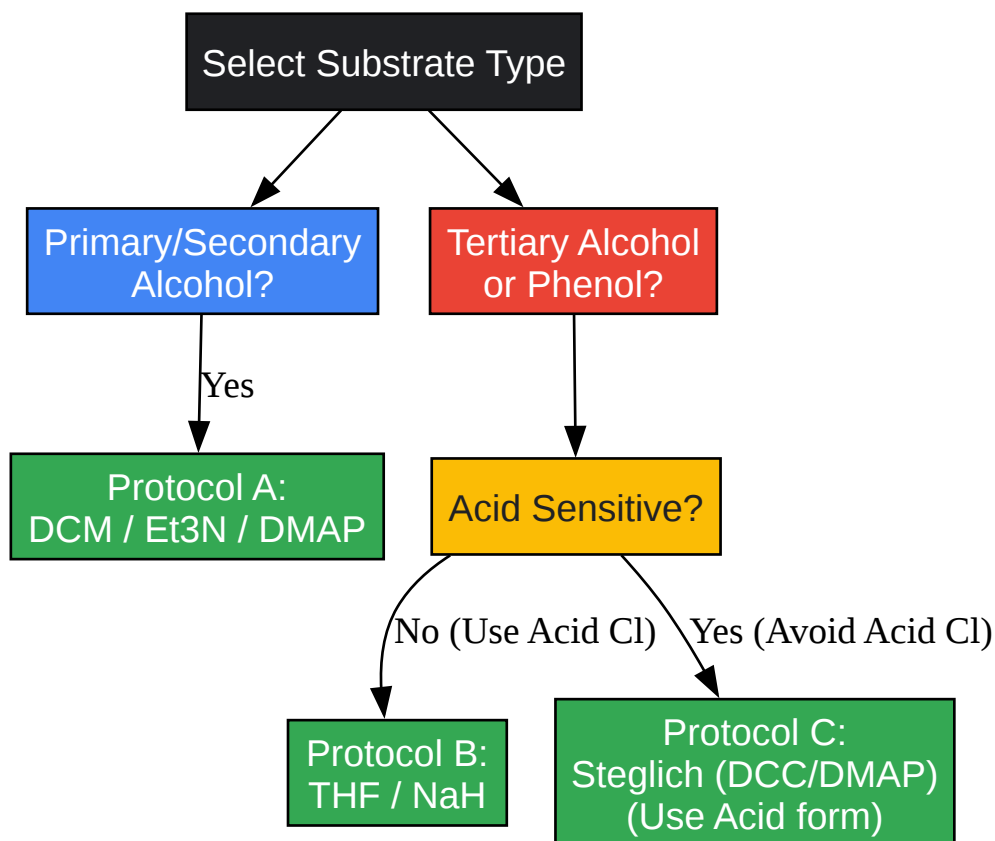 Select Substrate Type
Primary/Secondary
Alcohol?
Tertiary Alcohol
or Phenol?
Yes
Protocol A:
DCM / Et3N / DMAP
Acid Sensitive?
No (Use Acid Cl)
Yes (Avoid Acid Cl)
Protocol B:
THF / NaH
Protocol C:
Steglich (DCC/DMAP)
(Use Acid form)